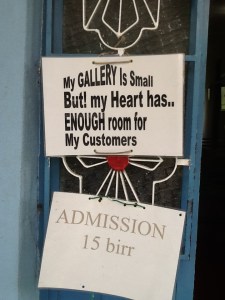 My GALLERY Is Small
But! my Heart has..
ENOUGH room for
My Customers
ADMISSION
15 birr